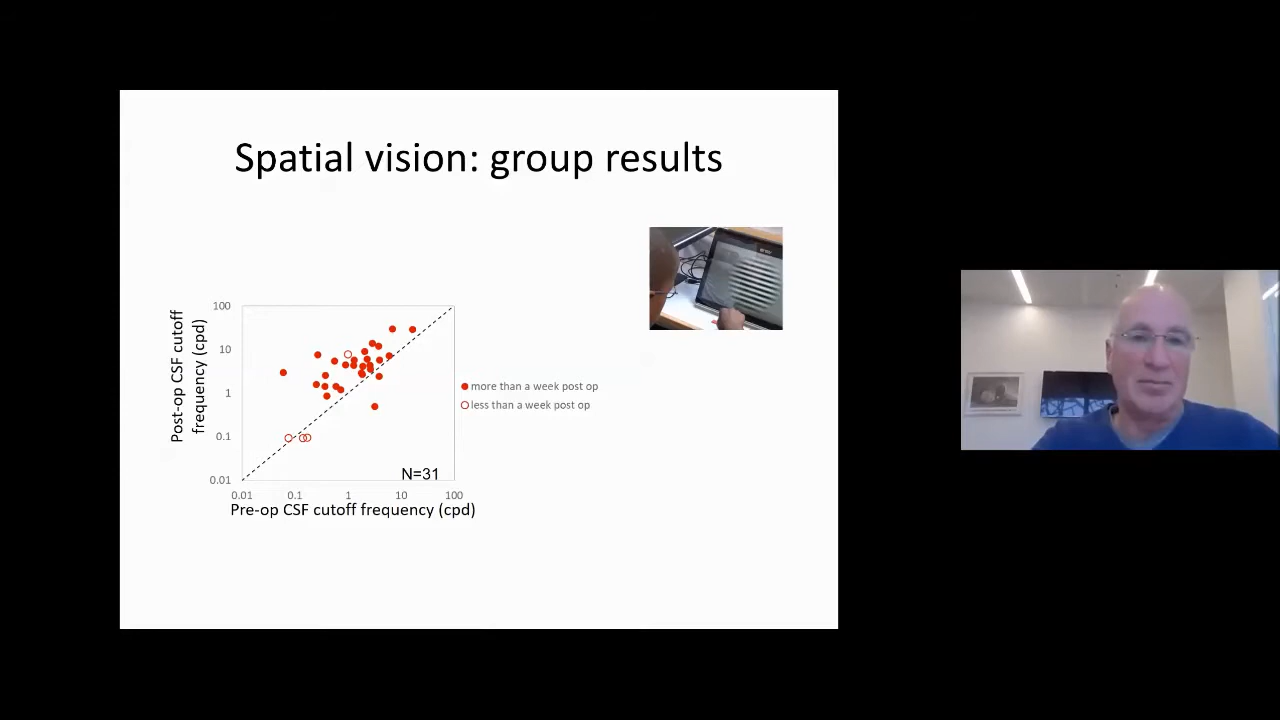 Spatial vision: group results
Post-op CSF cutoff
frequency (cpd)
100
10
1
0.1
0.01
more than a week post op
less than a week post op
N=31
0.01 0.1 1 10 100
Pre-op CSF cutoff frequency (cpd)